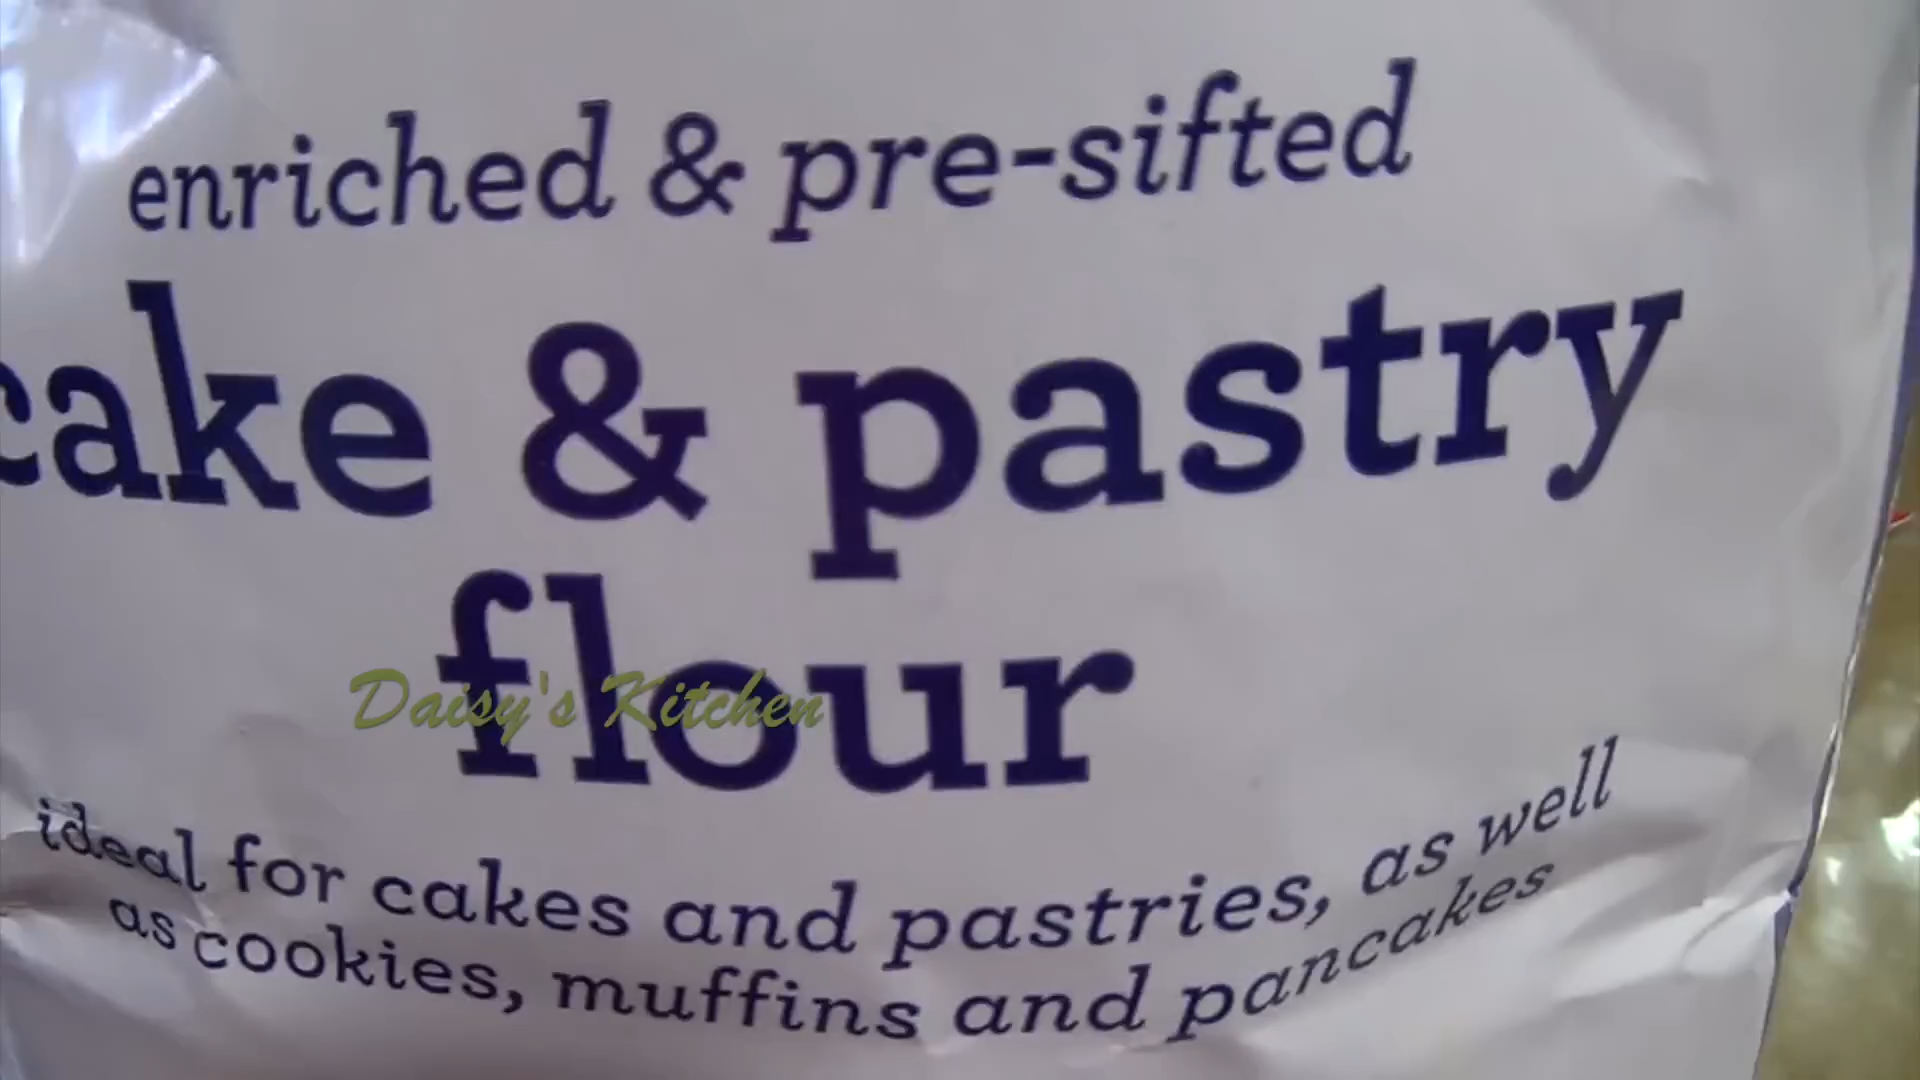 enriched & pre-sifted
cake & pastry
flour
Daisy's Kitchen
ideal for cakes and pastries, as well
as cookies, muffins and pancakes